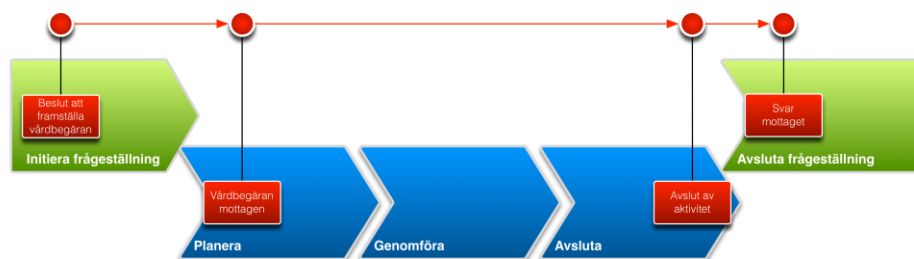 Beslut att
framställa
vårdbegäran
Initiera frågeställning
Vårdbegäran
mottagen
Planera
Genomföra
Avslut av
aktivitet
Avsluta
Svar
mottaget
Avsluta frågeställning